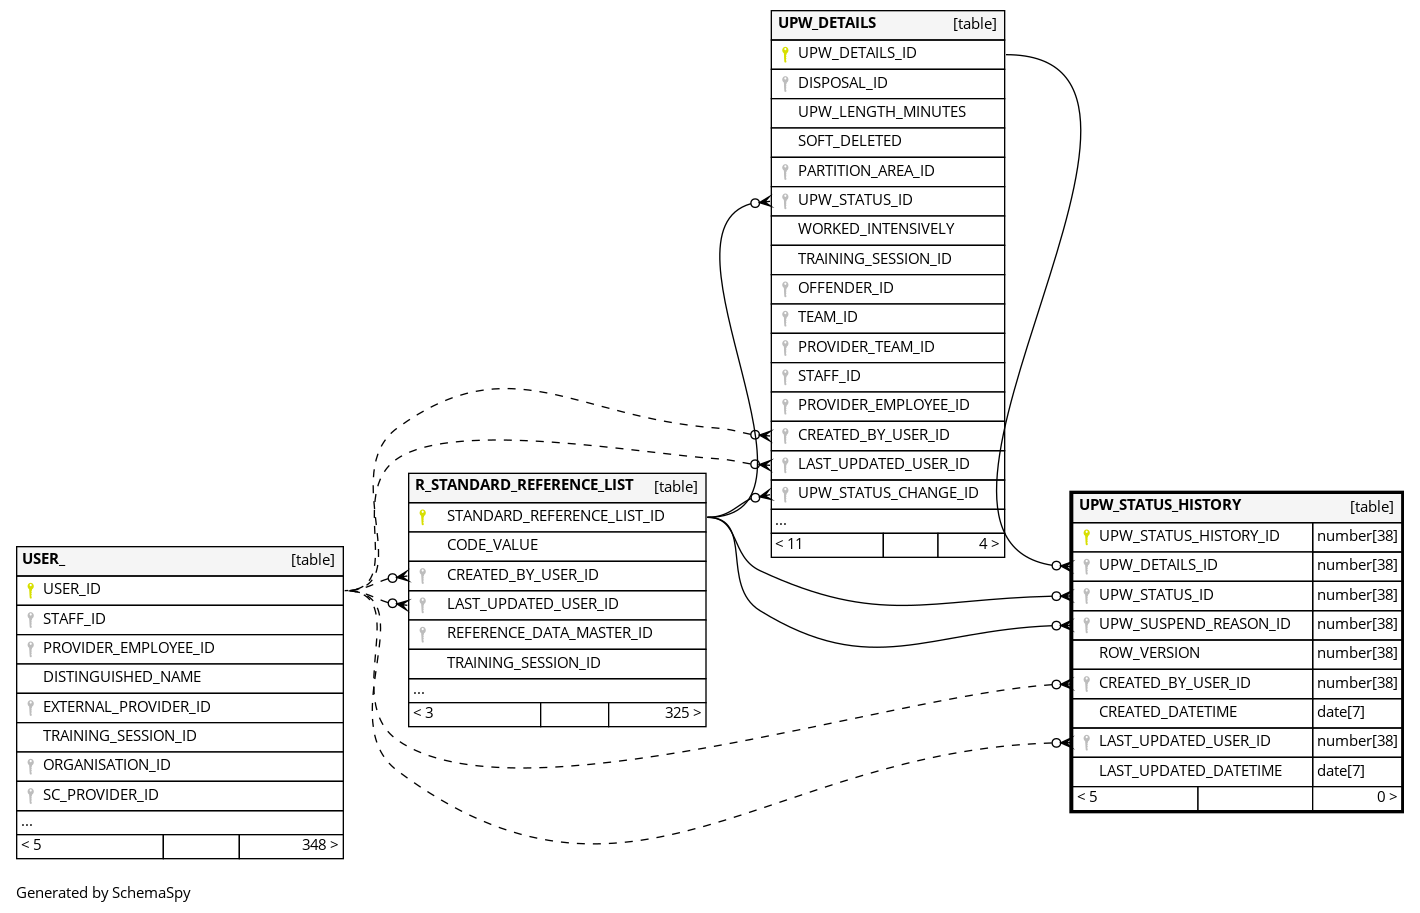 UPW_DETAILS [table]
UPW_DETAILS_ID
DISPOSAL_ID
UPW_LENGTH_MINUTES
SOFT_DELETED
PARTITION_AREA_ID
UPW_STATUS_ID
WORKED_INTENSIVELY
TRAINING_SESSION_ID
OFFENDER_ID
TEAM_ID
PROVIDER_TEAM_ID
STAFF_ID
PROVIDER_EMPLOYEE_ID
CREATED_BY_USER_ID
LAST_UPDATED_USER_ID
UPW_STATUS_CHANGE_ID
...
< 11 4 >
R_STANDARD_REFERENCE_LIST [table]
STANDARD_REFERENCE_LIST_ID
CODE_VALUE
CREATED_BY_USER_ID
LAST_UPDATED_USER_ID
REFERENCE_DATA_MASTER_ID
TRAINING_SESSION_ID
...
< 3 325 >
UPW_STATUS_HISTORY [table]
UPW_STATUS_HISTORY_ID number[38]
UPW_DETAILS_ID number[38]
UPW_STATUS_ID number[38]
UPW_SUSPEND_REASON_ID number[38]
ROW_VERSION number[38]
CREATED_BY_USER_ID number[38]
CREATED_DATETIME date[7]
LAST_UPDATED_USER_ID number[38]
LAST_UPDATED_DATETIME date[7]
< 5 0 >
USER_ [table]
USER_ID
STAFF_ID
PROVIDER_EMPLOYEE_ID
DISTINGUISHED_NAME
EXTERNAL_PROVIDER_ID
TRAINING_SESSION_ID
ORGANISATION_ID
SC_PROVIDER_ID
...
< 5 348 >
Generated by SchemaSpy